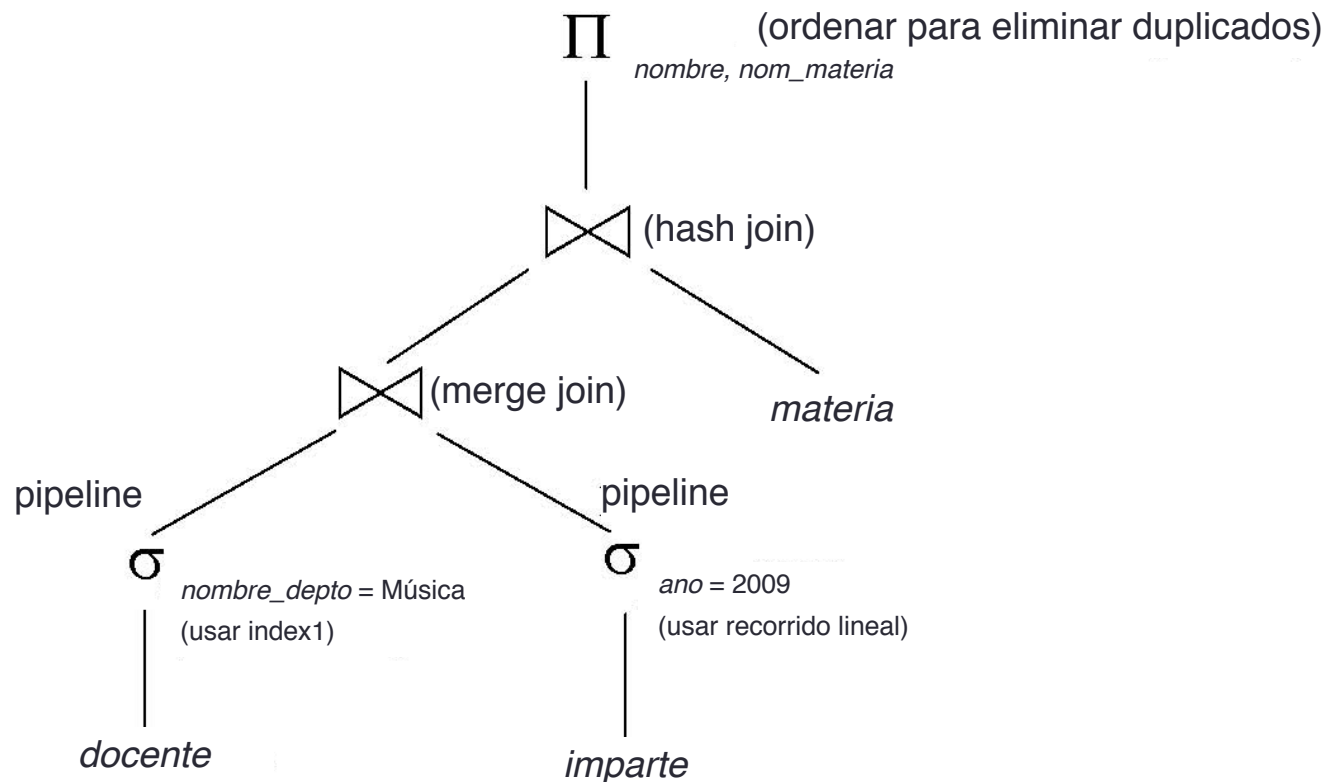 Π (ordenar para eliminar duplicados)
nombre, nom_materia
(hash join)
(merge join)
materia
pipeline
pipeline
σ
nombre_depto = Música
(usar index1)
σ
ano = 2009
(usar recorrido lineal)
docente
imparte